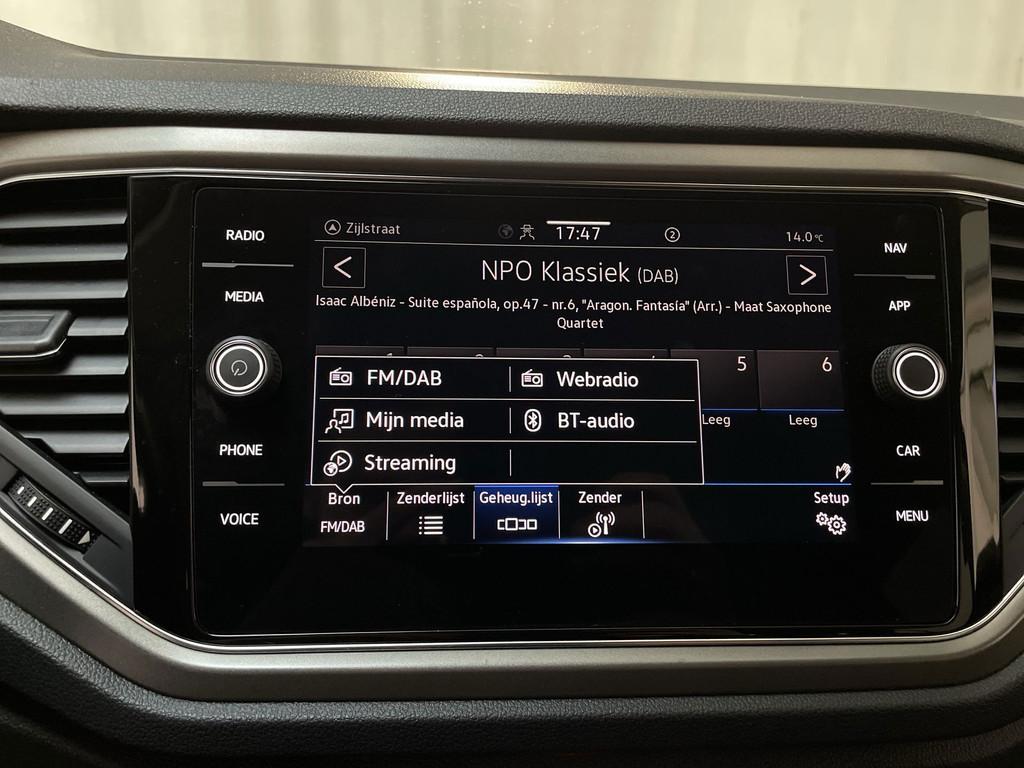 RADIO
MEDIA
PHONE
VOICE
Zijlstraat
17:47
2
14.0°C
NPO Klassiek (DAB)
Isaac Albéniz - Suite española, op.47 - nr.6, "Aragon. Fantasía" (Arr.) - Maat Saxophone
Quartet
5
6
Leeg
Leeg
FM/DAB
Webradio
Mijn media
BT-audio
Streaming
Bron
FM/DAB
Zenderlijst
Geheug.lijst
Zender
Setup
NAV
APP
CAR
MENU